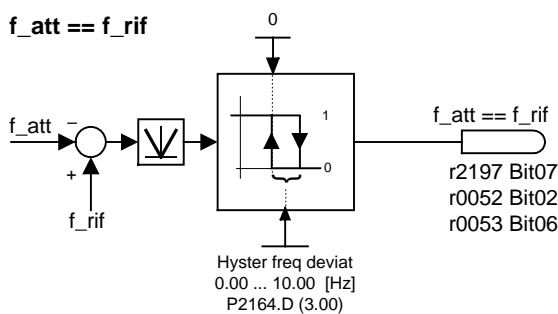 f_att == f_rif
0
f_att
−
+
f_rif
1
0
f_att == f_rif
r2197 Bit07
r0052 Bit02
r0053 Bit06
Hyster freq deviat
0.00 ... 10.00 [Hz]
P2164.D (3.00)